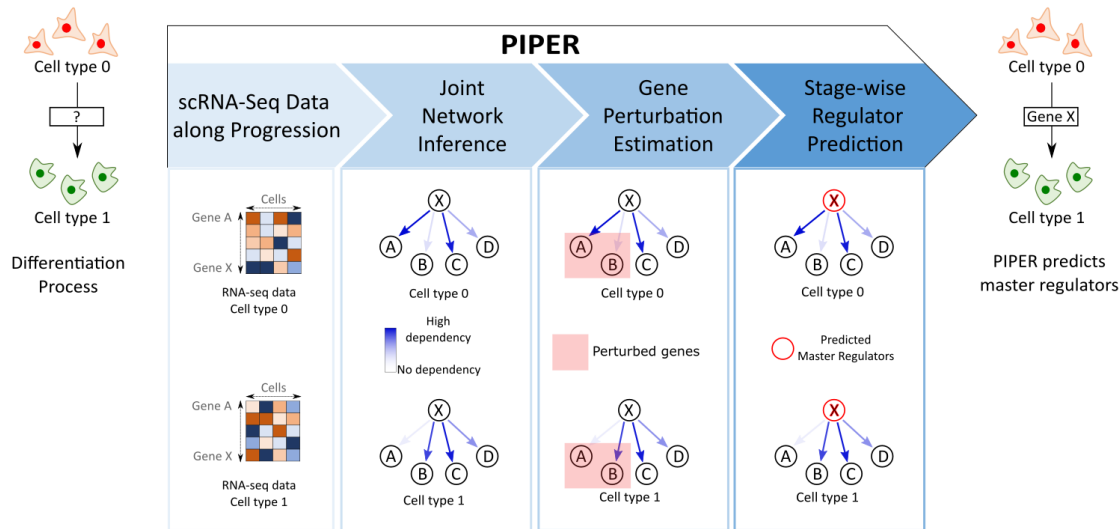 Cell type 0
?
Cell type 1
Differentiation
Process
PIPER
scRNA-Seq Data
along Progression
Joint
Network
Inference
Gene
Perturbation
Estimation
Stage-wise
Regulator
Prediction
Cells
Gene A
Gene X
RNA-seq data
Cell type 0
Cells
Gene A
Gene X
RNA-seq data
Cell type 1
X
A
B
C
D
Cell type 0
High
dependency
No dependency
X
A
B
C
D
Cell type 1
X
A
B
C
D
Cell type 0
Perturbed genes
X
A
B
C
D
Cell type 1
X
A
B
C
D
Cell type 0
Predicted
Master Regulators
X
A
B
C
D
Cell type 1
Cell type 0
Gene X
Cell type 1
PIPER predicts
master regulators